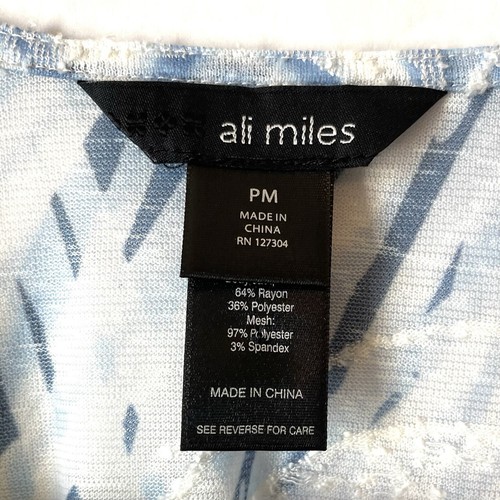 ali miles
PM
MADE IN
CHINA
RN 127304
64% Rayon
36% Polyester
Mesh:
97% Polyester
3% Spandex
MADE IN CHINA
SEE REVERSE FOR CARE